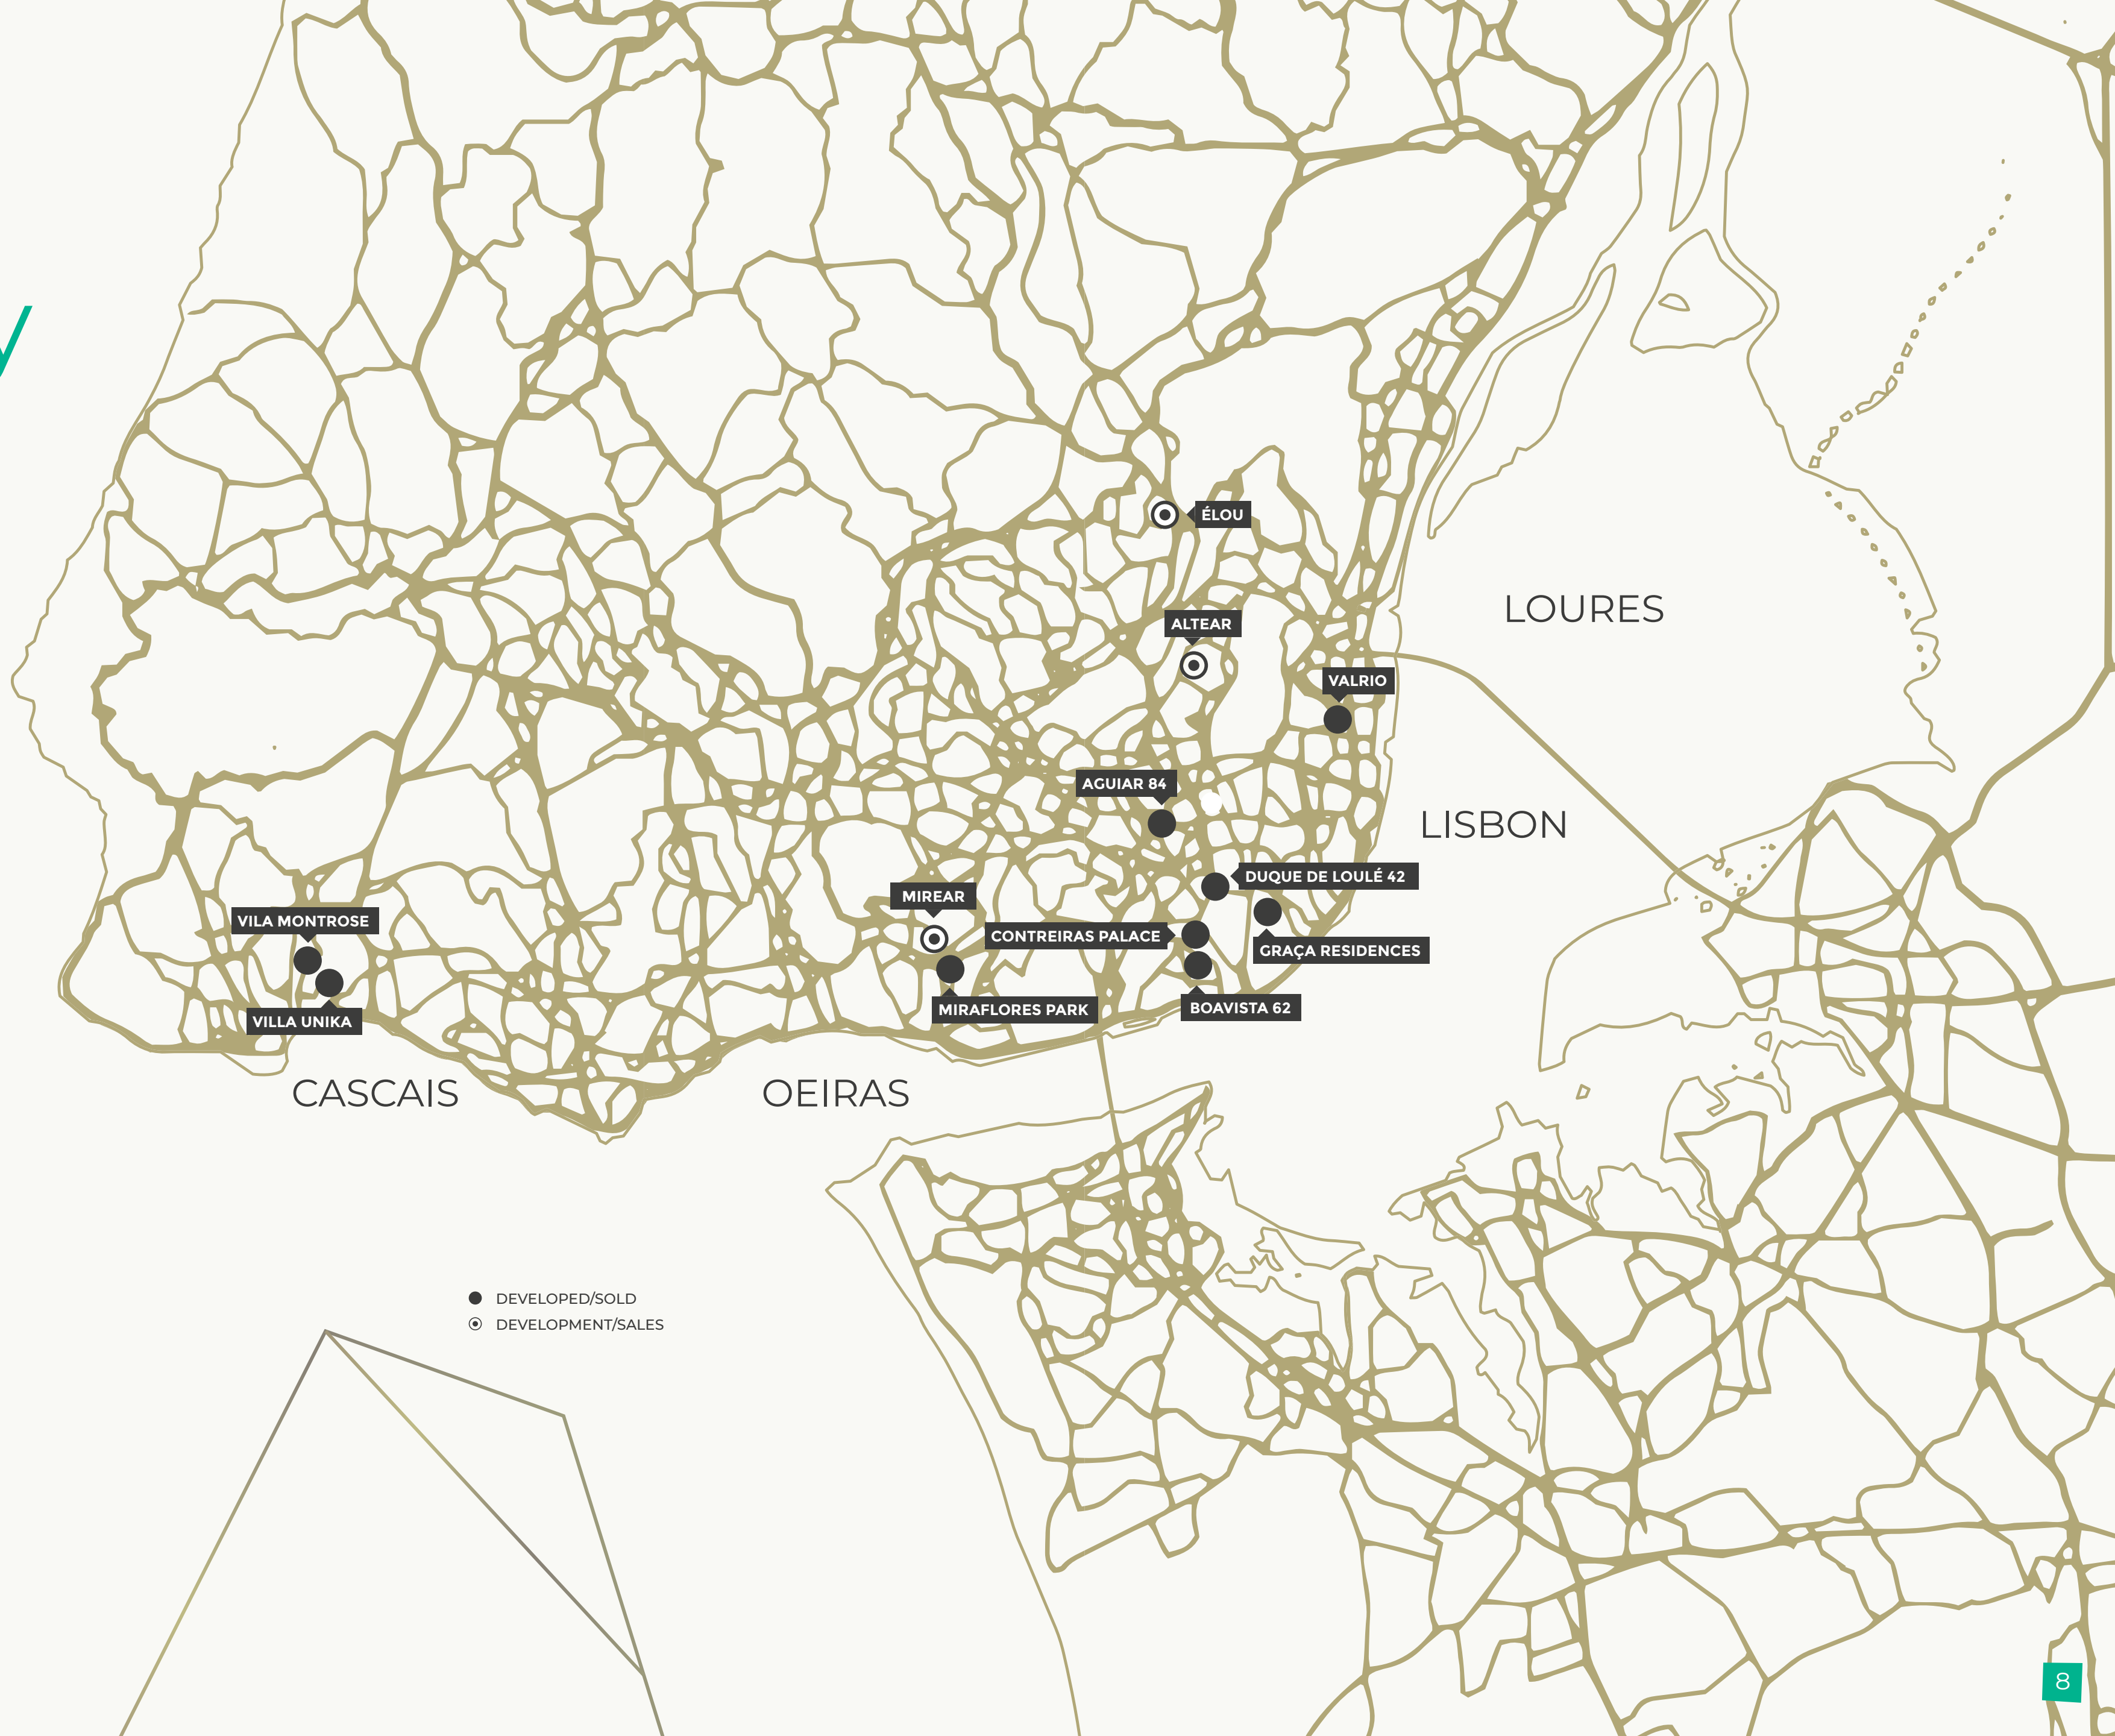 ÉLOU
LOURES
ALTEAR
VALRIO
AGUIAR 84
LISBON
DUQUE DE LOULÉ 42
MIREAR
VILA MONTROSE
CONTREIRAS PALACE
GRAÇA RESIDENCES
BOAVISTA 62
MIRAFLORES PARK
VILLA UNIKA
CASCAIS
OEIRAS
DEVELOPED/SOLD
DEVELOPMENT/SALES
8